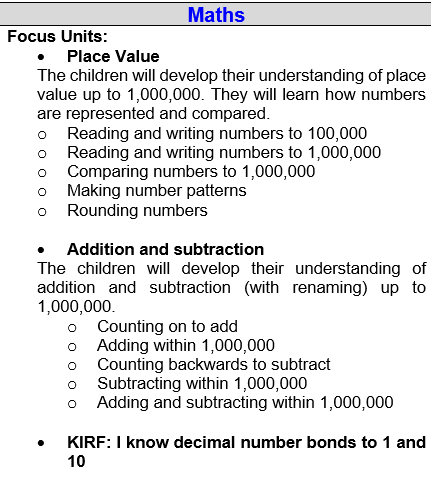 Maths
Focus Units:
• Place Value
The children will develop their understanding of place
value up to 1,000,000. They will learn how numbers
are represented and compared.
o Reading and writing numbers to 100,000
o Reading and writing numbers to 1,000,000
o Comparing numbers to 1,000,000
o Making number patterns
o Rounding numbers
• Addition and subtraction
The children will develop their understanding of
addition and subtraction (with renaming) up to
1,000,000.
o Counting on to add
o Adding within 1,000,000
o Counting backwards to subtract
o Subtracting within 1,000,000
o Adding and subtracting within 1,000,000
• KIRF: I know decimal number bonds to 1 and
10